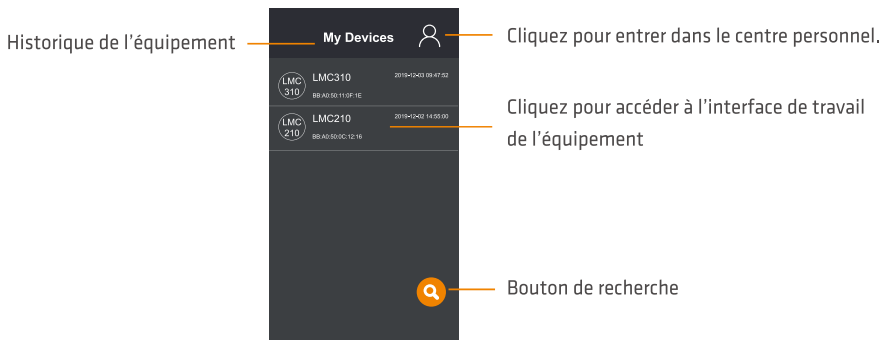 Historique de l'équipement
My Devices
Cliquez pour entrer dans le centre personnel.
LMC
310
LMC310
2019-12-03 09:47:52
BB:A0:50:11:0F:1E
LMC
210
LMC210
2019-12-02 14:55:00
BB:A0:50:0C:12:16
Cliquez pour accéder à l'interface de travail
de l'équipement
Bouton de recherche